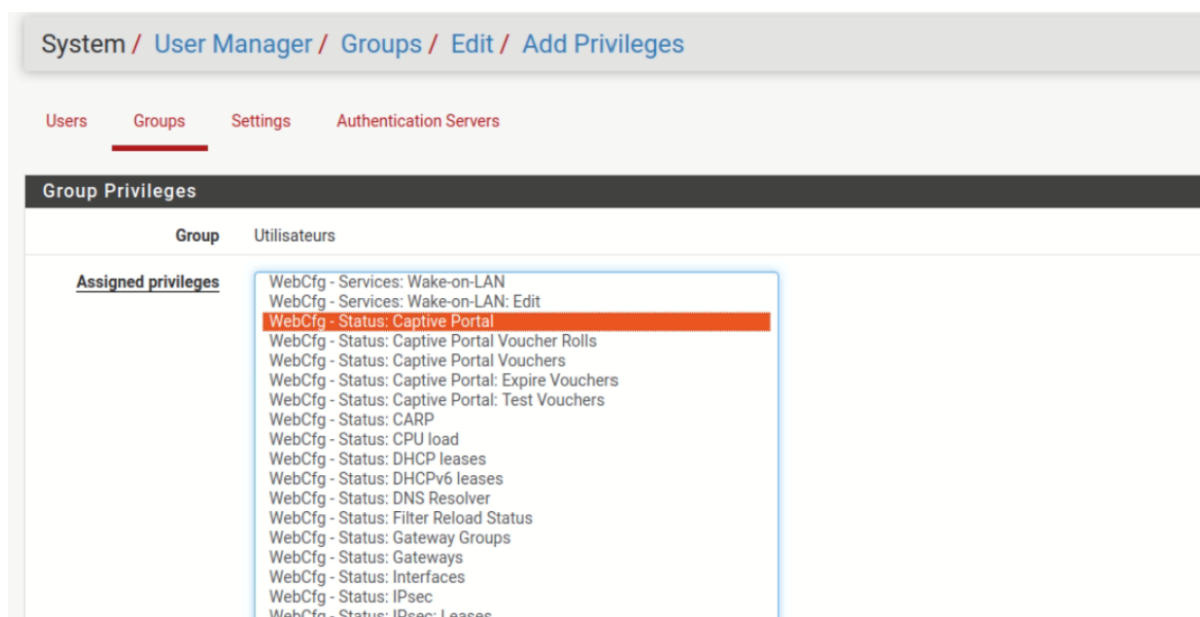 System / User Manager / Groups / Edit / Add Privileges
Users Groups Settings Authentication Servers
Group Privileges
Group Utilisateurs
Assigned privileges WebCfg - Services: Wake-on-LAN
WebCfg - Services: Wake-on-LAN: Edit
WebCfg - Status: Captive Portal
WebCfg - Status: Captive Portal Voucher Rolls
WebCfg - Status: Captive Portal Vouchers
WebCfg - Status: Captive Portal: Expire Vouchers
WebCfg - Status: Captive Portal: Test Vouchers
WebCfg - Status: CARP
WebCfg - Status: CPU load
WebCfg - Status: DHCP leases
WebCfg - Status: DHCPv6 leases
WebCfg - Status: DNS Resolver
WebCfg - Status: Filter Reload Status
WebCfg - Status: Gateway Groups
WebCfg - Status: Gateways
WebCfg - Status: Interfaces
WebCfg - Status: IPsec
WebCfg - Status: IPsec: Leases